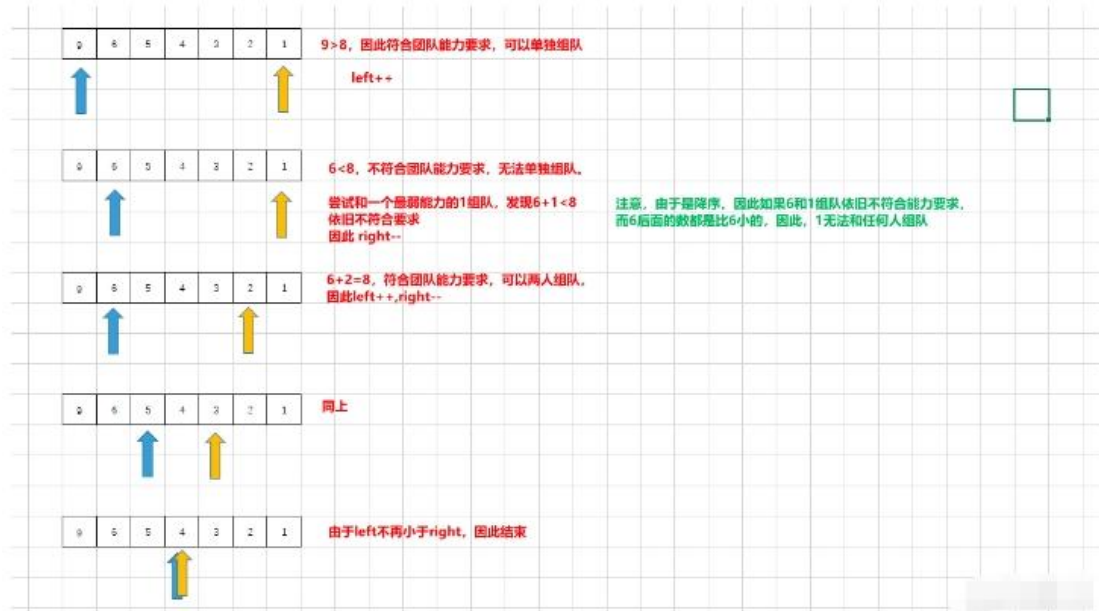 9 6 5 4 3 2 1
9>8，因此符合团队能力要求，可以单独组队
left++
9 6 5 4 3 2 1
6<8，不符合团队能力要求，无法单独组队。
尝试和一个最弱能力的1组队，发现6+1<8
依旧不符合要求
因此 right--
注意，由于是降序，因此如果6和1组队依旧不符合能力要求，
而6后面的数都是比6小的，因此，1无法和任何人组队
9 6 5 4 3 2 1
6+2=8，符合团队能力要求，可以两人组队，
因此left++,right--
9 6 5 4 3 2 1
同上
9 6 5 4 3 2 1
由于left不再小于right，因此结束